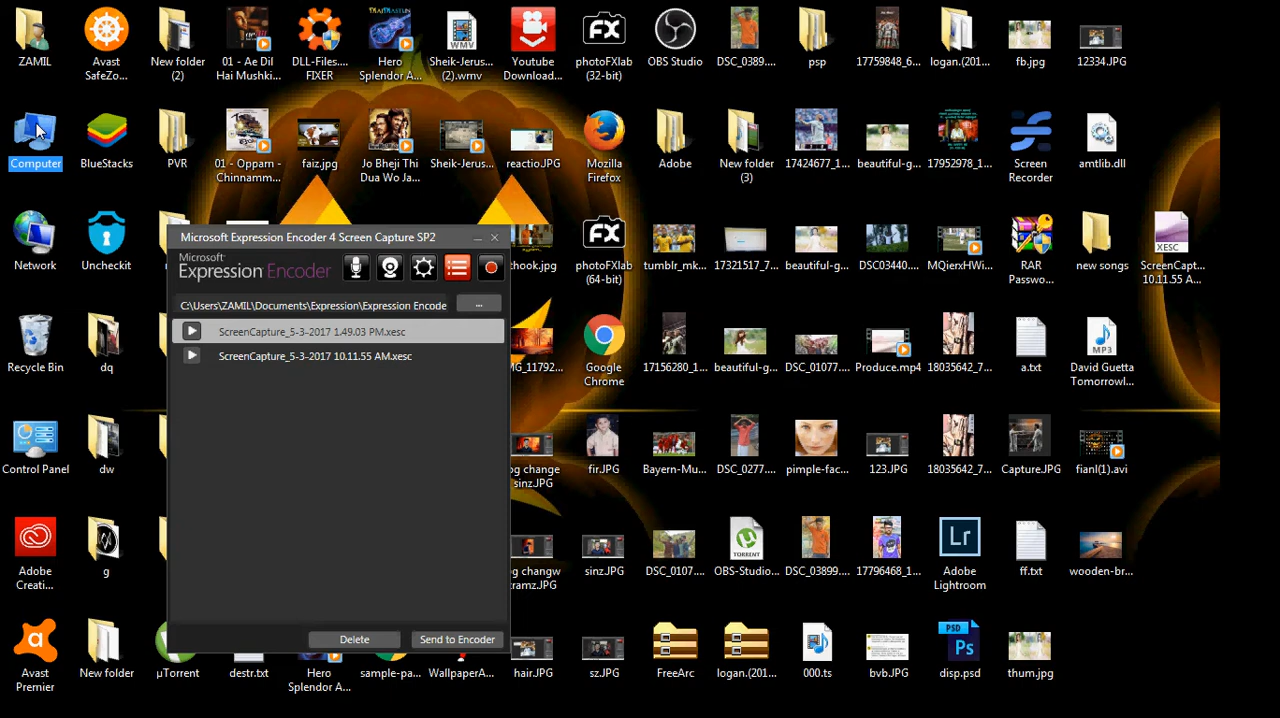 ZAMIL
Avast
SafeZo...
New folder
(2)
01 - Ae Dil
Hai Mushki...
DLL-Files....
FIXER
Hero
Splendor A...
WMV
Sheik-Jerus...
(2).wmv
Youtube
Download...
FX
photoFXlab
(32-bit)
OBS Studio
DSC_0389...
psp
17759848_6...
logan.(201...
fb.jpg
12334.JPG
Computer
BlueStacks
PVR
01 - Oppam -
Chinnamm...
faiz.jpg
Jo Bheji Thi
Dua Wo Ja...
Sheik-Jerus...
reactio.JPG
Mozilla
Firefox
Adobe
New folder
(3)
17424677_1...
beautiful-g...
17952978_1...
Screen
Recorder
amtlib.dll
Network
Uncheckit
thook.jpg
FX
photoFXlab
(64-bit)
tumblr_mk...
17321517_7...
beautiful-g...
DSC03440....
MQierxHWi...
RAR
Passwo...
new songs
XESC
ScreenCapt...
10.11.55 A...
Microsoft Expression Encoder 4 Screen Capture SP2
Microsoft
Expression Encoder
C:\Users\ZAMIL\Documents\Expression\Expression Encode
...
ScreenCapture_5-3-2017 1.49.03 PM.xesc
ScreenCapture_5-3-2017 10.11.55 AM.xesc
Delete
Send to Encoder
Recycle Bin
dq
MG_11792...
Google
Chrome
17156280_1...
beautiful-g...
DSC_01077....
Produce.mp4
18035642_7...
a.txt
MP3
David Guetta
Tomorrowl...
Control Panel
dw
bg change
sinz.JPG
fir.JPG
Bayern-Mu...
DSC_0277....
pimple-fac...
123.JPG
18035642_7...
Capture.JPG
fianl(1).avi
Adobe
Creati...
g
bg changw
tramz.JPG
sinz.JPG
DSC_0107....
TORRENT
OBS-Studio...
DSC_03899....
17796468_1...
Lr
Adobe
Lightroom
ff.txt
wooden-br...
a
Avast
Premier
New folder
µTorrent
destr.txt
Hero
Splendor A...
sample-pa...
WallpaperA...
hair.JPG
szJPG
FreeArc
logan.(201...
000.ts
bvb.JPG
PSD
Ps
disp.psd
thum.jpg